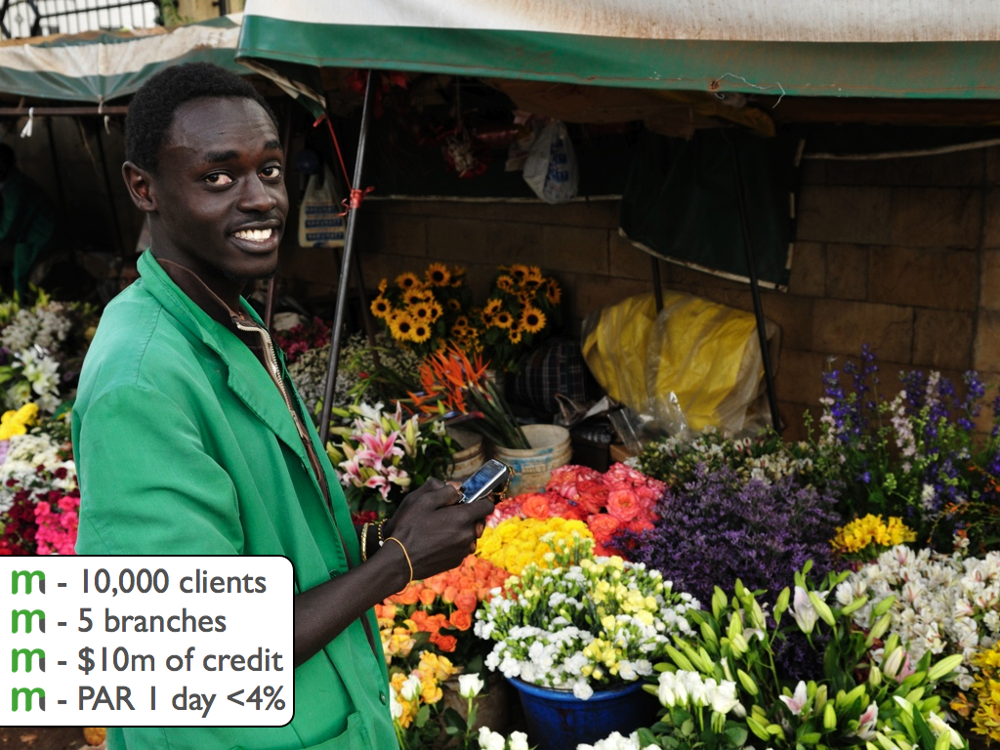 m - 10,000 clients
m - 5 branches
m - $10m of credit
m - PAR 1 day <4%